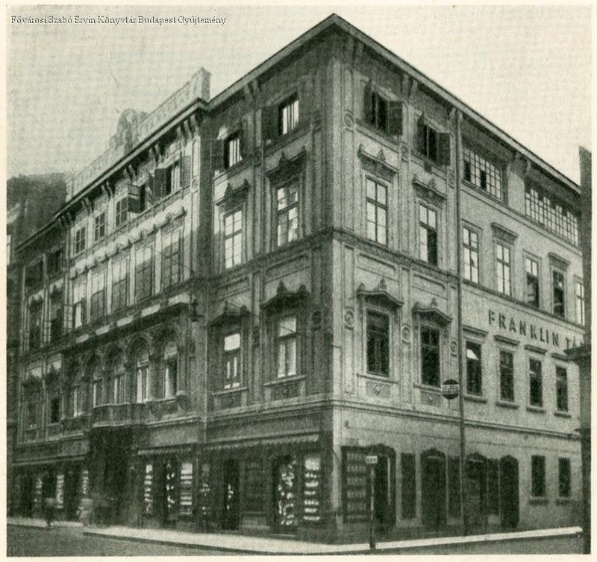 Fővárosi Szabó Ervin Könyvtár Budapest Gyűjtemény
FRANKLIN TÁ